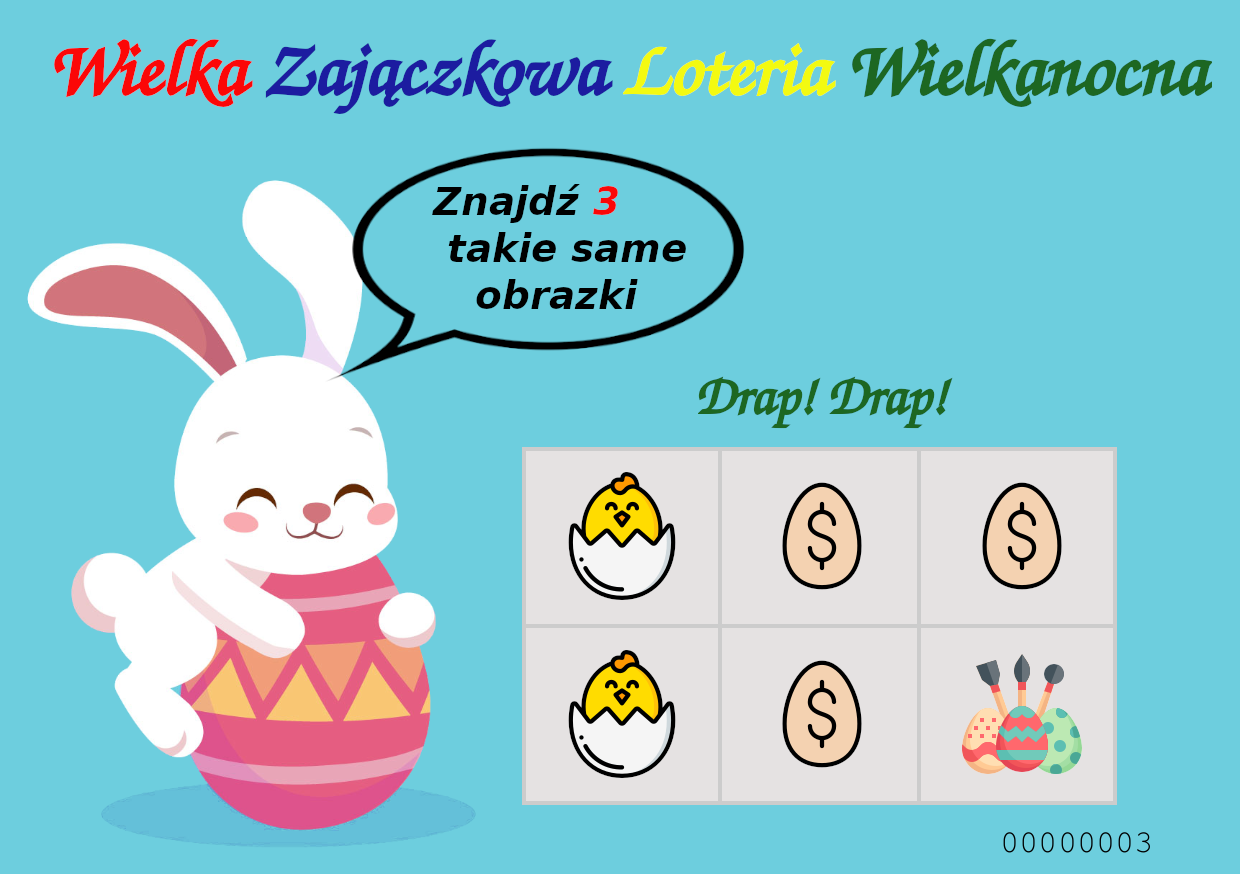 Wielka Zajączkowa Loteria Wielkanocna
Znajdź 3
takie same
obrazki
Drap! Drap!
$ $
$
00000003